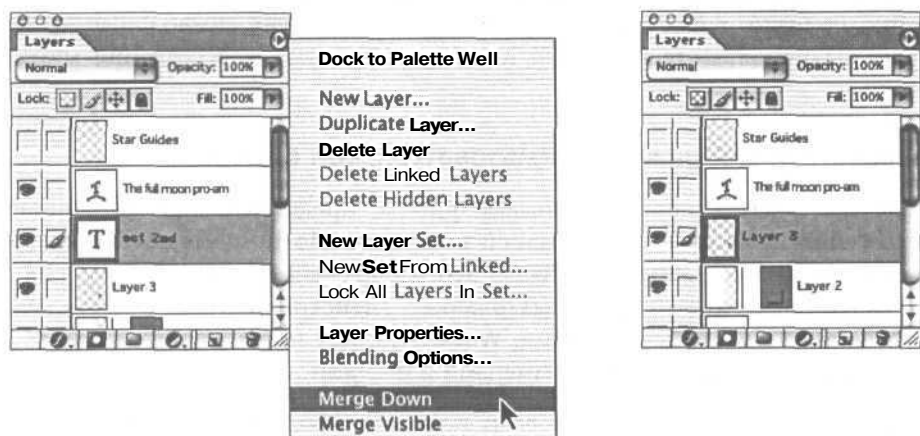 Layers
Normal Opacity: 100%
Lock: Fill: 100%
Star Guides
The full moon pro-am
T oct 2nd
Layer 3
Dock to Palette Well
New Layer...
Duplicate Layer...
Delete Layer
Delete Linked Layers
Delete Hidden Layers
New Layer Set...
New Set From Linked...
Lock All Layers In Set...
Layer Properties...
Blending Options...
Merge Down
Merge Visible
Layers
Normal Opacity: 100%
Lock: Fill: 100%
Star Guides
The full moon pro-am
Layer 3
Layer 2